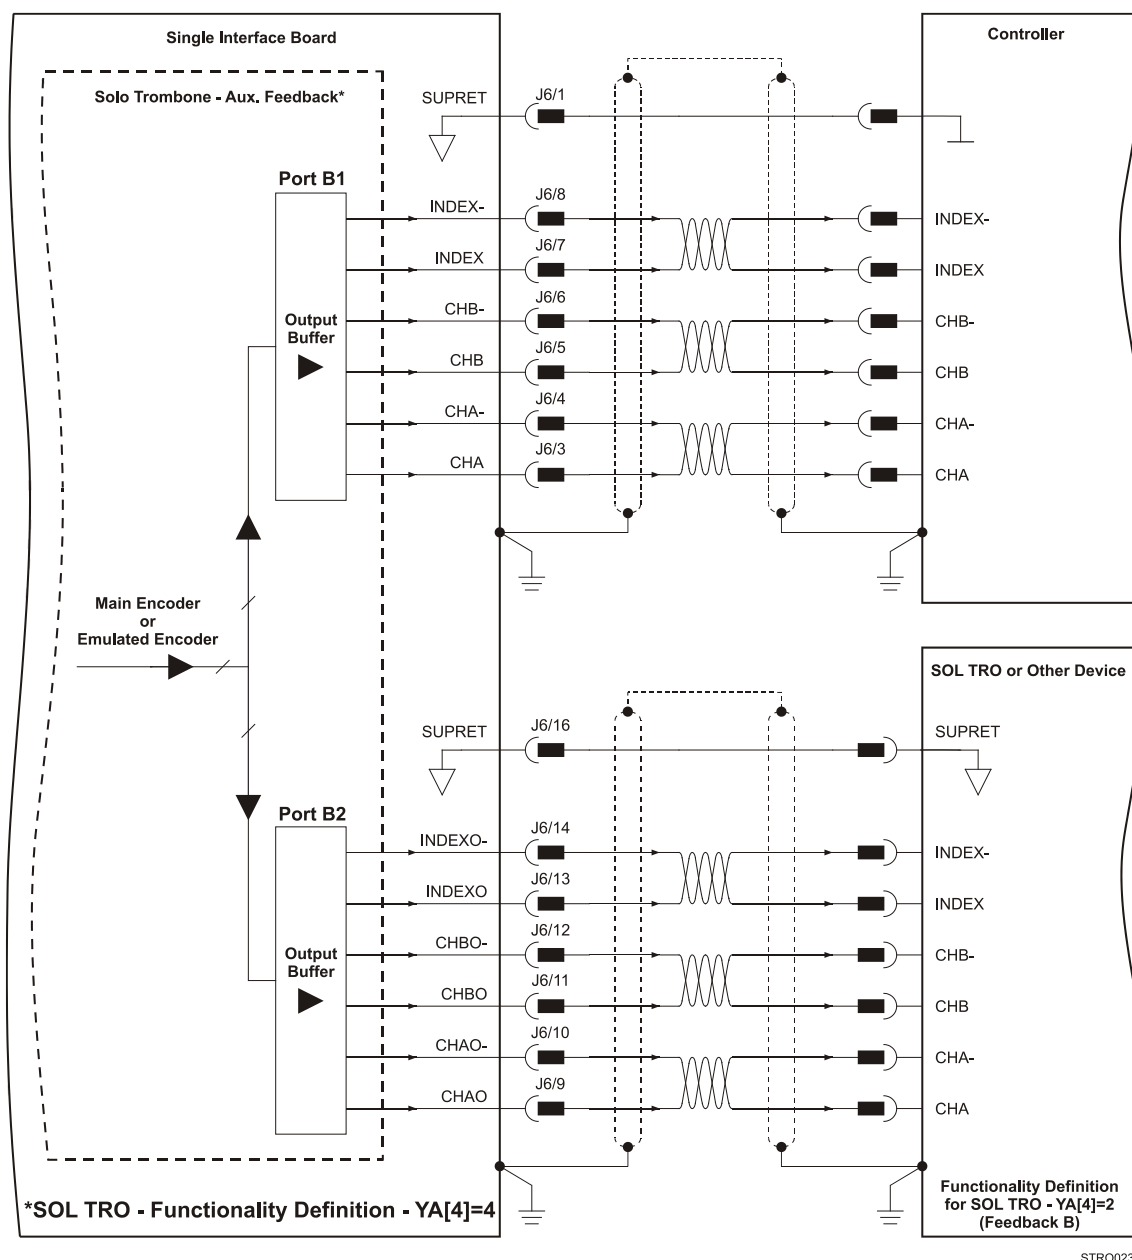 Single Interface Board
Controller
Solo Trombone - Aux. Feedback*
SUPRET
J6/1
Port B1
INDEX-
J6/8
INDEX-
INDEX
J6/7
INDEX
CHB-
J6/6
CHB-
Output
Buffer
CHB
J6/5
CHB
CHA-
J6/4
CHA-
CHA
J6/3
CHA
Main Encoder
or
Emulated Encoder
SOL TRO or Other Device
SUPRET
J6/16
SUPRET
Port B2
INDEXO-
J6/14
INDEX-
INDEXO
J6/13
INDEX
CHBO-
J6/12
CHB-
Output
Buffer
CHBO
J6/11
CHB
CHAO-
J6/10
CHA-
CHAO
J6/9
CHA
*SOL TRO - Functionality Definition - YA[4]=4
Functionality Definition
for SOL TRO - YA[4]=2
(Feedback B)
STRO023